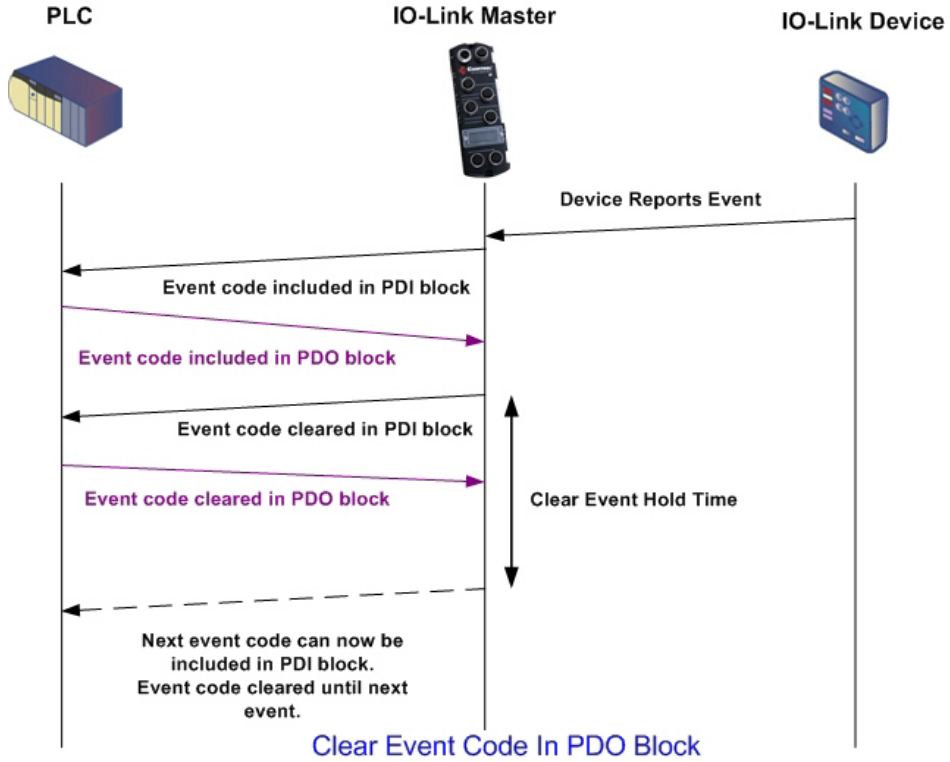 PLC
IO-Link Master
IO-Link Device
Device Reports Event
Event code included in PDI block
Event code included in PDO block
Event code cleared in PDI block
Event code cleared in PDO block
Clear Event Hold Time
Next event code can now be
included in PDI block.
Event code cleared until next
event.
Clear Event Code In PDO Block